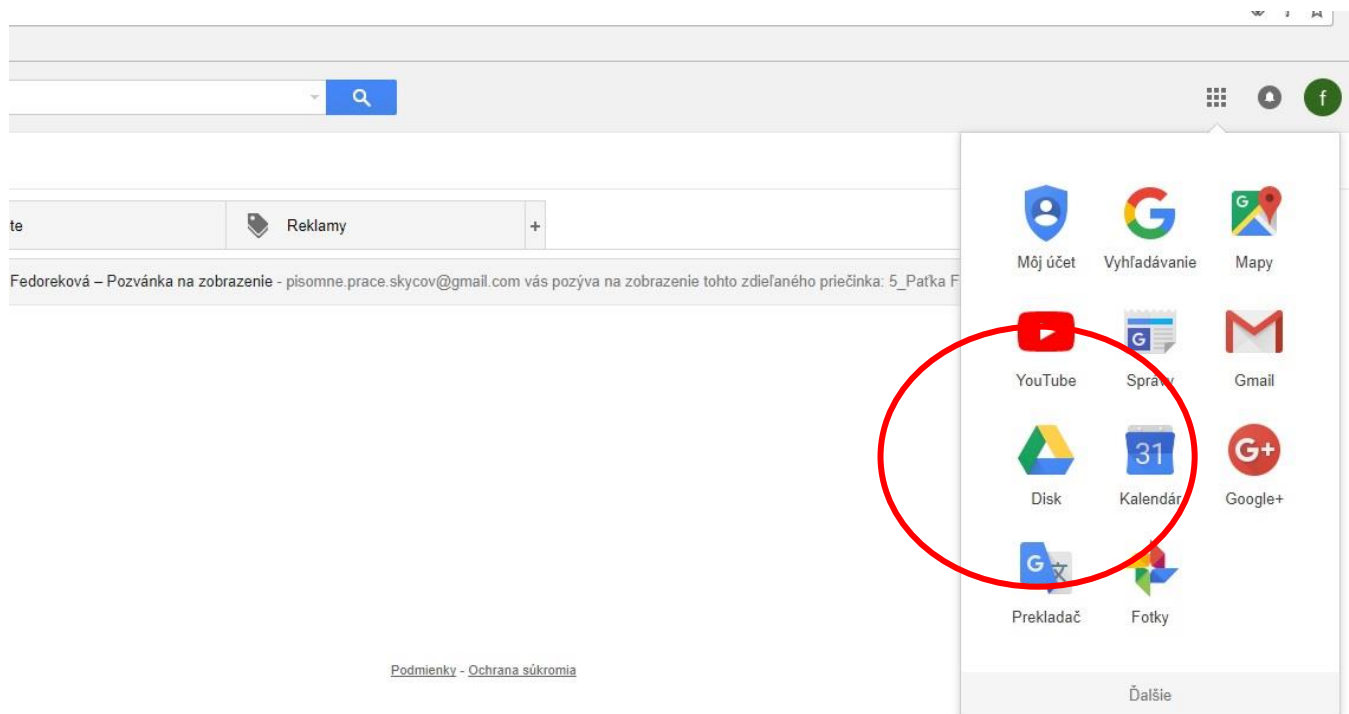 f
te
Reklamy
+
Fedoreková – Pozvánka na zobrazenie - pisomne.prace.skycov@gmail.com vás pozýva na zobrazenie tohto zdieľaného priečinka: 5_Paťka F
Môj účet
Vyhľadávanie
Mapy
YouTube
Správy
Gmail
31
G+
Disk
Kalendár
Google+
Prekladač
Fotky
Podmienky - Ochrana súkromia
Ďalšie